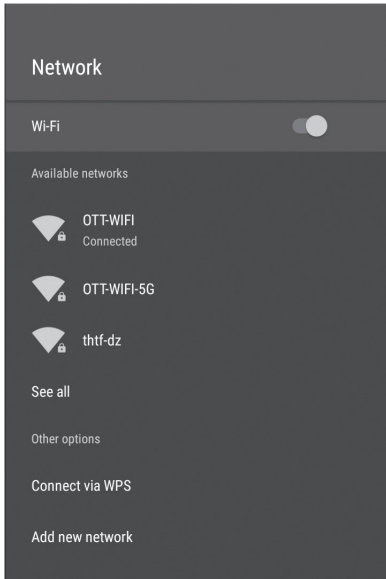 Network
Wi-Fi
Available networks
OTT-WIFI
Connected
OTT-WIFI-5G
thtf-dz
See all
Other options
Connect via WPS
Add new network